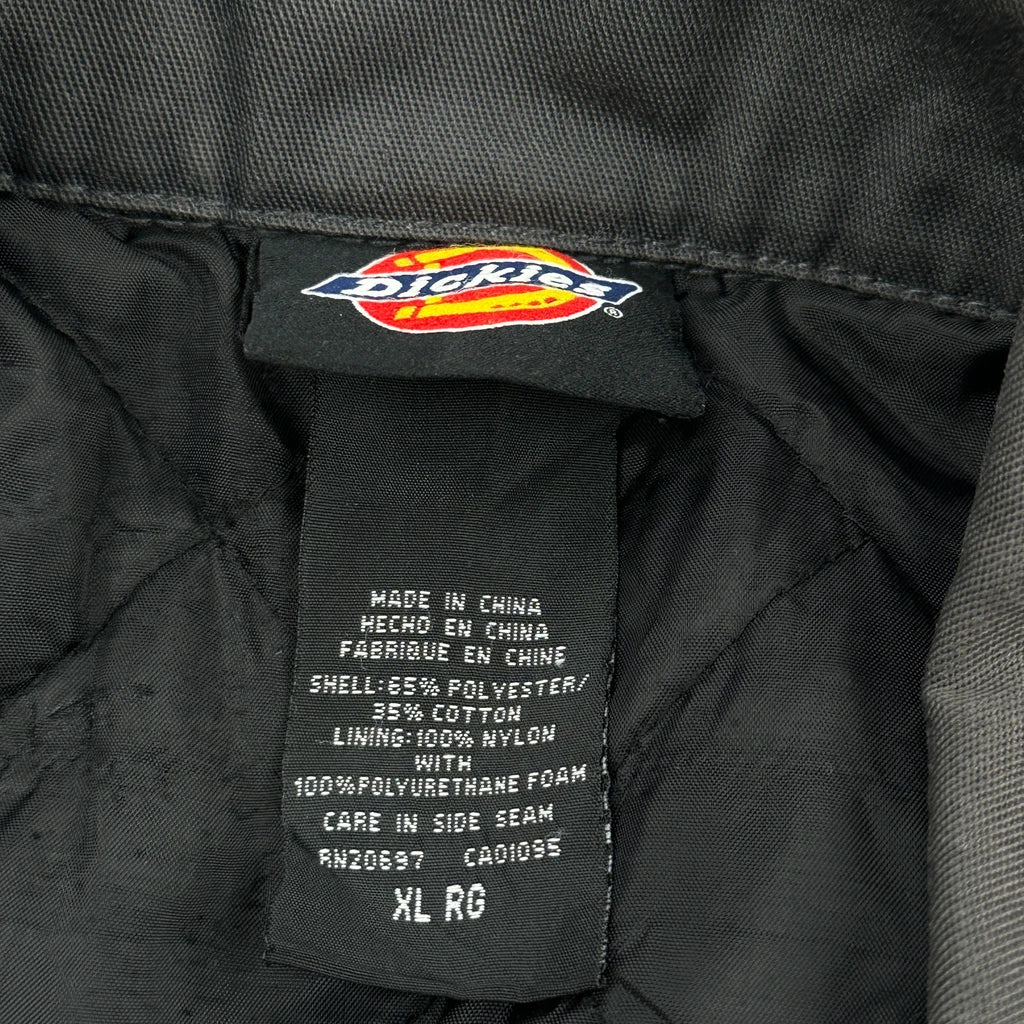 Dickies®
MADE IN CHINA
HECHO EN CHINA
FABRIQUE EN CHINE
SHELL:65% POLYESTER/
35% COTTON
LINING:100% NYLON
WITH
100%POLYURETHANE FOAM
CARE IN SIDE SEAM
RN20697 CA01095
XL RG